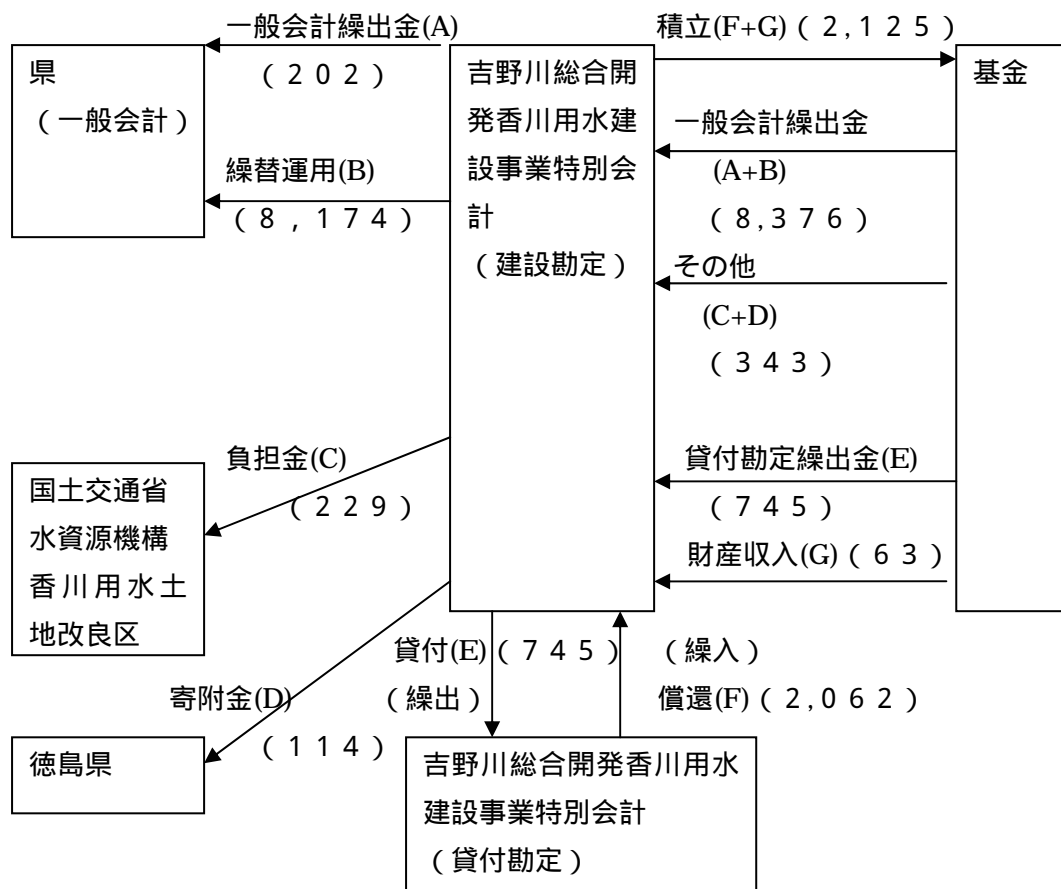 一般会計繰出金(A)
(202)
県
(一般会計)
繰替運用(B)
(8,174)
吉野川総合開
発香川用水建
設事業特別会
計
(建設勘定)
積立(F+G)(2,125)
基金
一般会計繰出金
(A+B)
(8,376)
その他
(C+D)
(343)
貸付勘定繰出金(E)
(745)
財産収入(G)(63)
負担金(C)
(229)
国土交通省
水資源機構
香川用水土
地改良区
寄附金(D)
(114)
徳島県
貸付(E)(745)
(繰出)
(繰入)
償還(F)(2,062)
吉野川総合開発香川用水
建設事業特別会計
(貸付勘定)